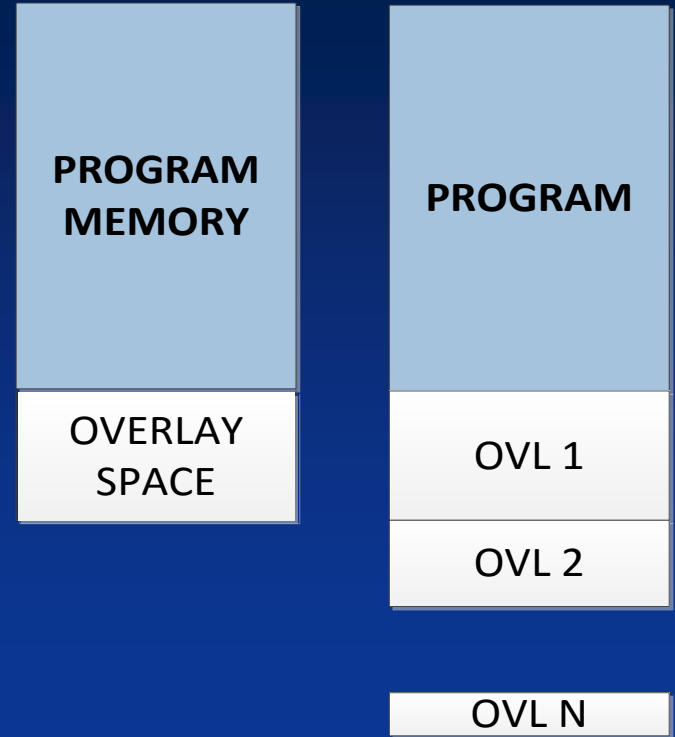 PROGRAM
MEMORY
OVERLAY
SPACE
PROGRAM
OVL 1
OVL 2
OVL N